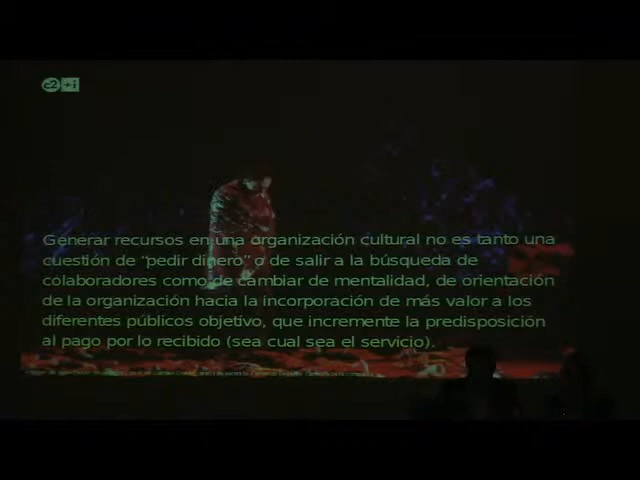 c2+i
Generar recursos en una organización cultural no es tanto una
cuestión de "pedir dinero" o de salir a la búsqueda de
colaboradores como de cambiar de mentalidad, de orientación
de la organización hacia la incorporación de más valor a los
diferentes públicos objetivo, que incremente la predisposición
al pago por lo recibido (sea cual sea el servicio).